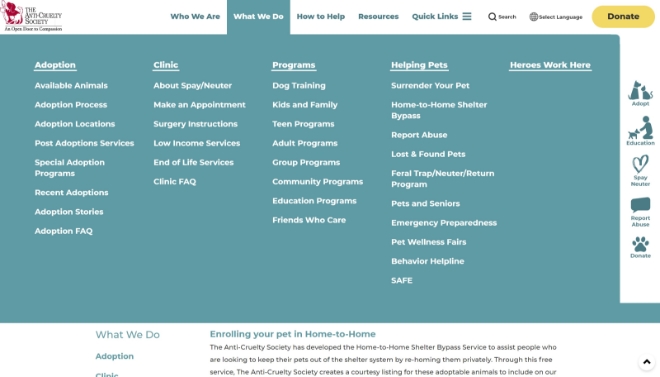 THE
ANTI-CRUELTY
SOCIETY
An Open Door to Compassion
Who We Are
What We Do
How to Help
Resources
Quick Links
Search
Select Language
Donate
Adoption
Available Animals
Adoption Process
Adoption Locations
Post Adoptions Services
Special Adoption
Programs
Recent Adoptions
Adoption Stories
Adoption FAQ
Clinic
About Spay/Neuter
Make an Appointment
Surgery Instructions
Low Income Services
End of Life Services
Clinic FAQ
Programs
Dog Training
Kids and Family
Teen Programs
Adult Programs
Group Programs
Community Programs
Education Programs
Friends Who Care
Helping Pets
Surrender Your Pet
Home-to-Home Shelter
Bypass
Report Abuse
Lost & Found Pets
Feral Trap/Neuter/Return
Program
Pets and Seniors
Emergency Preparedness
Pet Wellness Fairs
Behavior Helpline
SAFE
Heroes Work Here
Adopt
Education
Spay
Neuter
Report
Abuse
Donate
What We Do
Adoption
Clinic
Enrolling your pet in Home-to-Home
The Anti-Cruelty Society has developed the Home-to-Home Shelter Bypass Service to assist people who
are looking to keep their pets out of the shelter system by re-homing them privately. Through this free
service, The Anti-Cruelty Society creates a courtesy listing for these adoptable animals to include on our